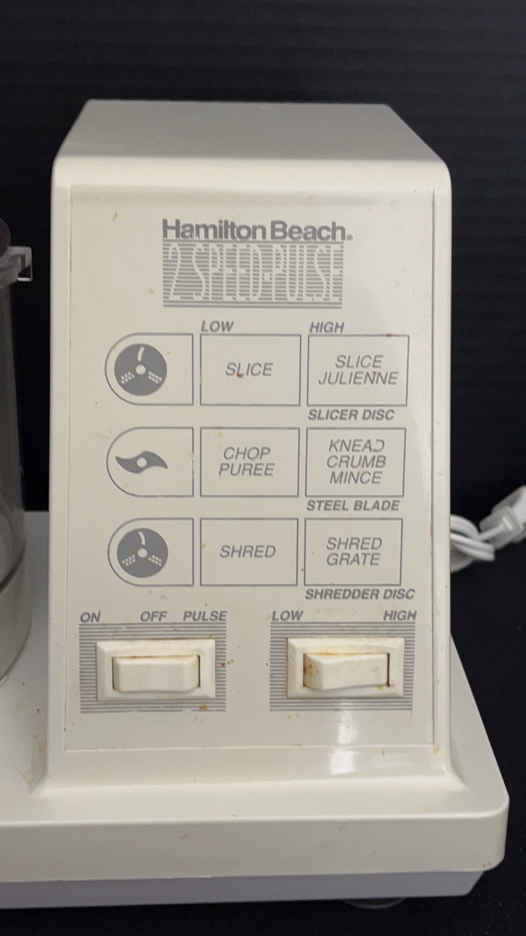 Hamilton Beach®
2 SPEED-PULSE
LOW HIGH
SLICE
SLICE
JULIENNE
SLICER DISC
CHOP
PUREE
KNEAD
CRUMB
MINCE
STEEL BLADE
SHRED
SHRED
GRATE
SHREDDER DISC
ON OFF PULSE
LOW HIGH